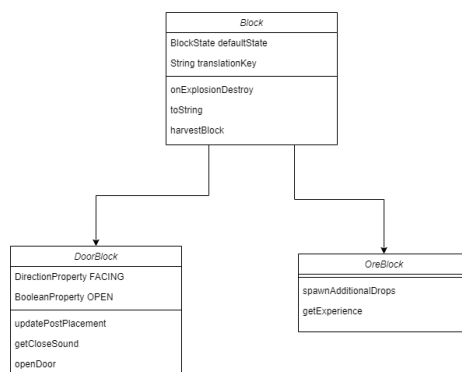 Block
BlockState defaultState
String translationKey
onExplosionDestroy
toString
harvestBlock
DoorBlock
DirectionProperty FACING
BooleanProperty OPEN
updatePostPlacement
getCloseSound
openDoor
OreBlock
spawnAdditionalDrops
getExperience